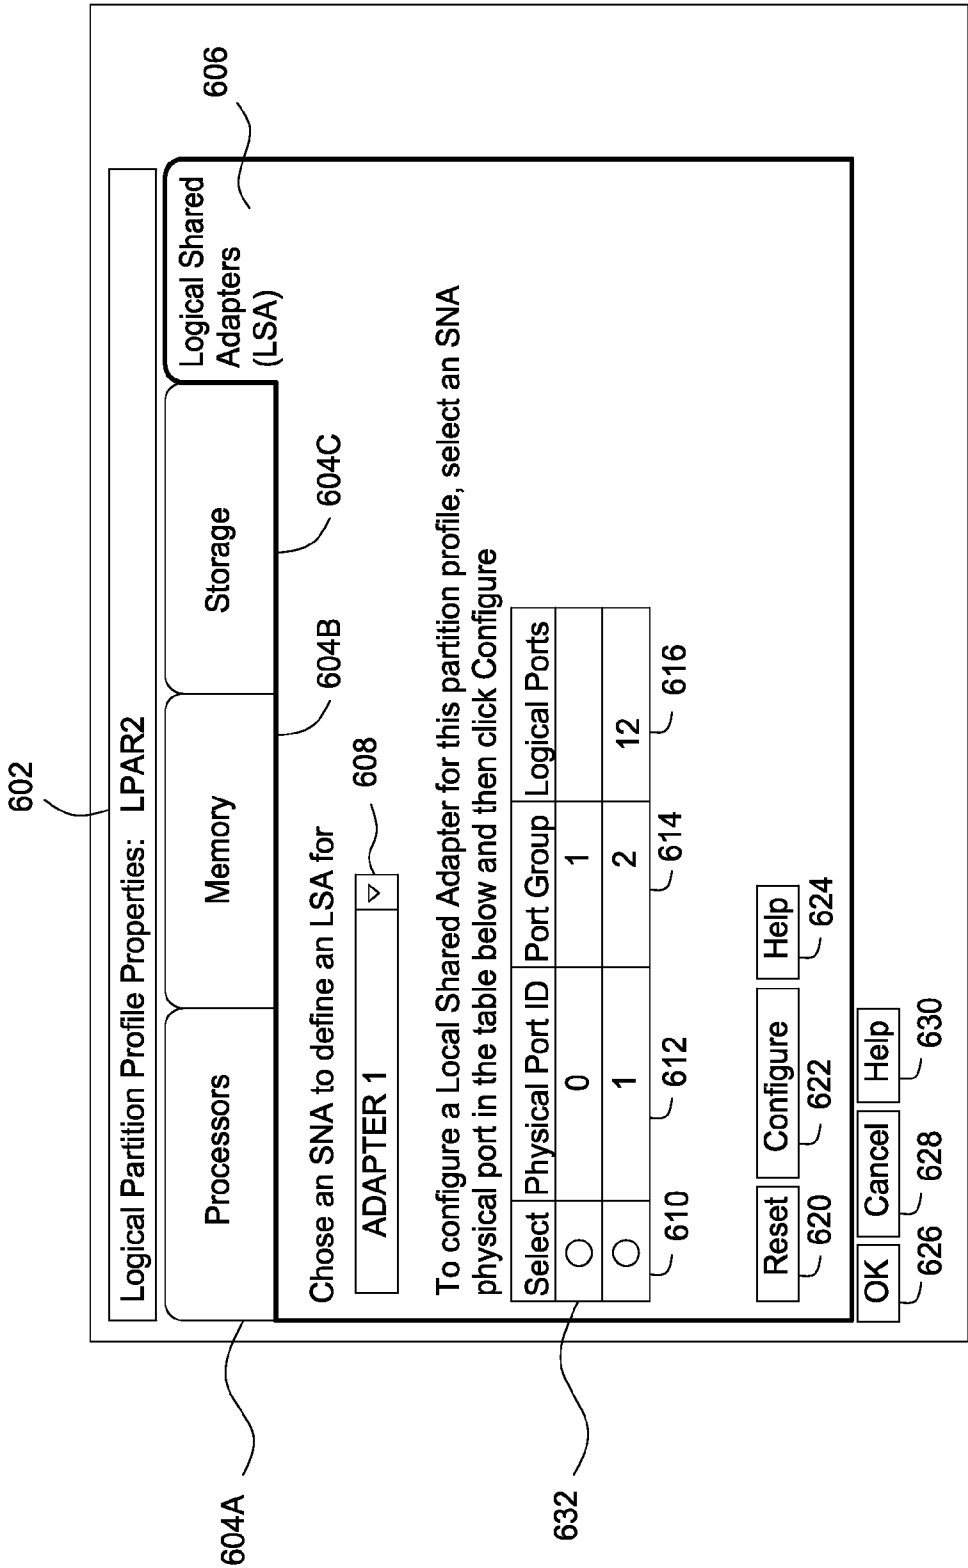 602
Logical Partition Profile Properties: LPAR2
Processors
Memory
Storage
Logical Shared
Adapters
(LSA)
606
604A
604B
604C
Chose an SNA to define an LSA for
ADAPTER 1
608
To configure a Local Shared Adapter for this partition profile, select an SNA
physical port in the table below and then click Configure
Select Physical Port ID Port Group Logical Ports
0 1
1 2 12
632
610 612 614 616
Reset Configure Help
620 622 624
OK Cancel Help
626 628 630